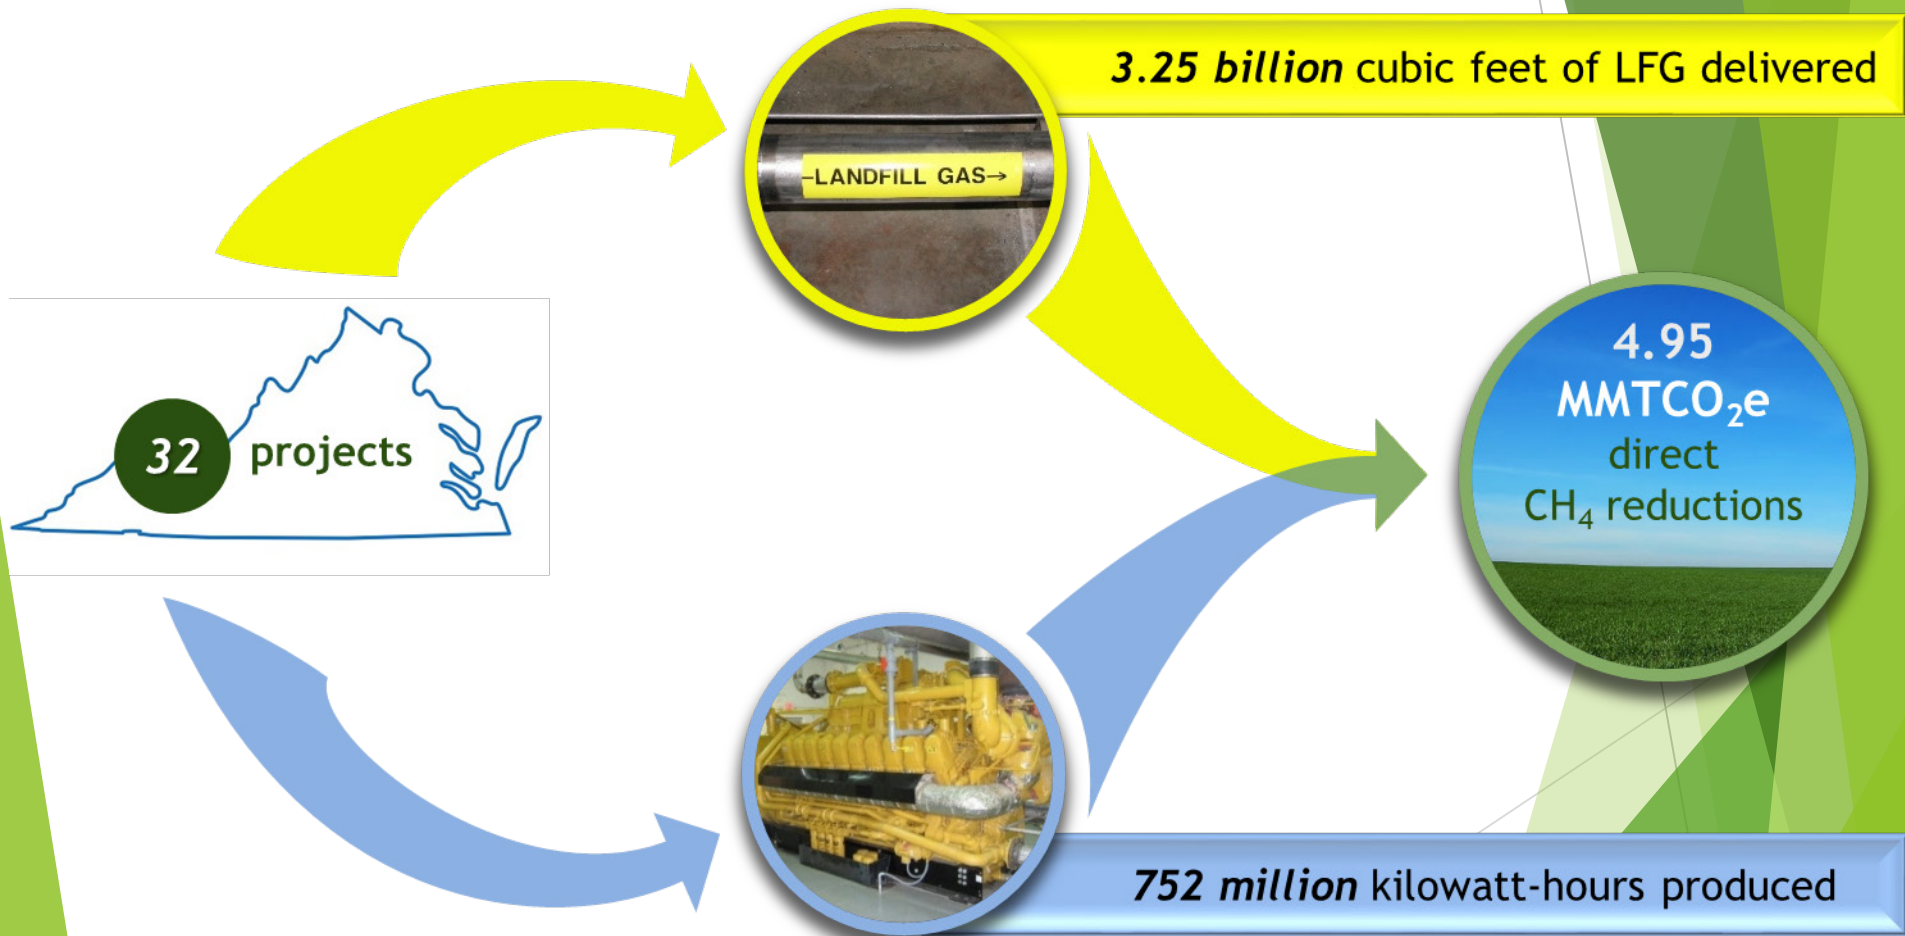 3.25 billion cubic feet of LFG delivered
–LANDFILL GAS→
32 projects
4.95
MMTCO₂e
direct
CH₄ reductions
752 million kilowatt-hours produced